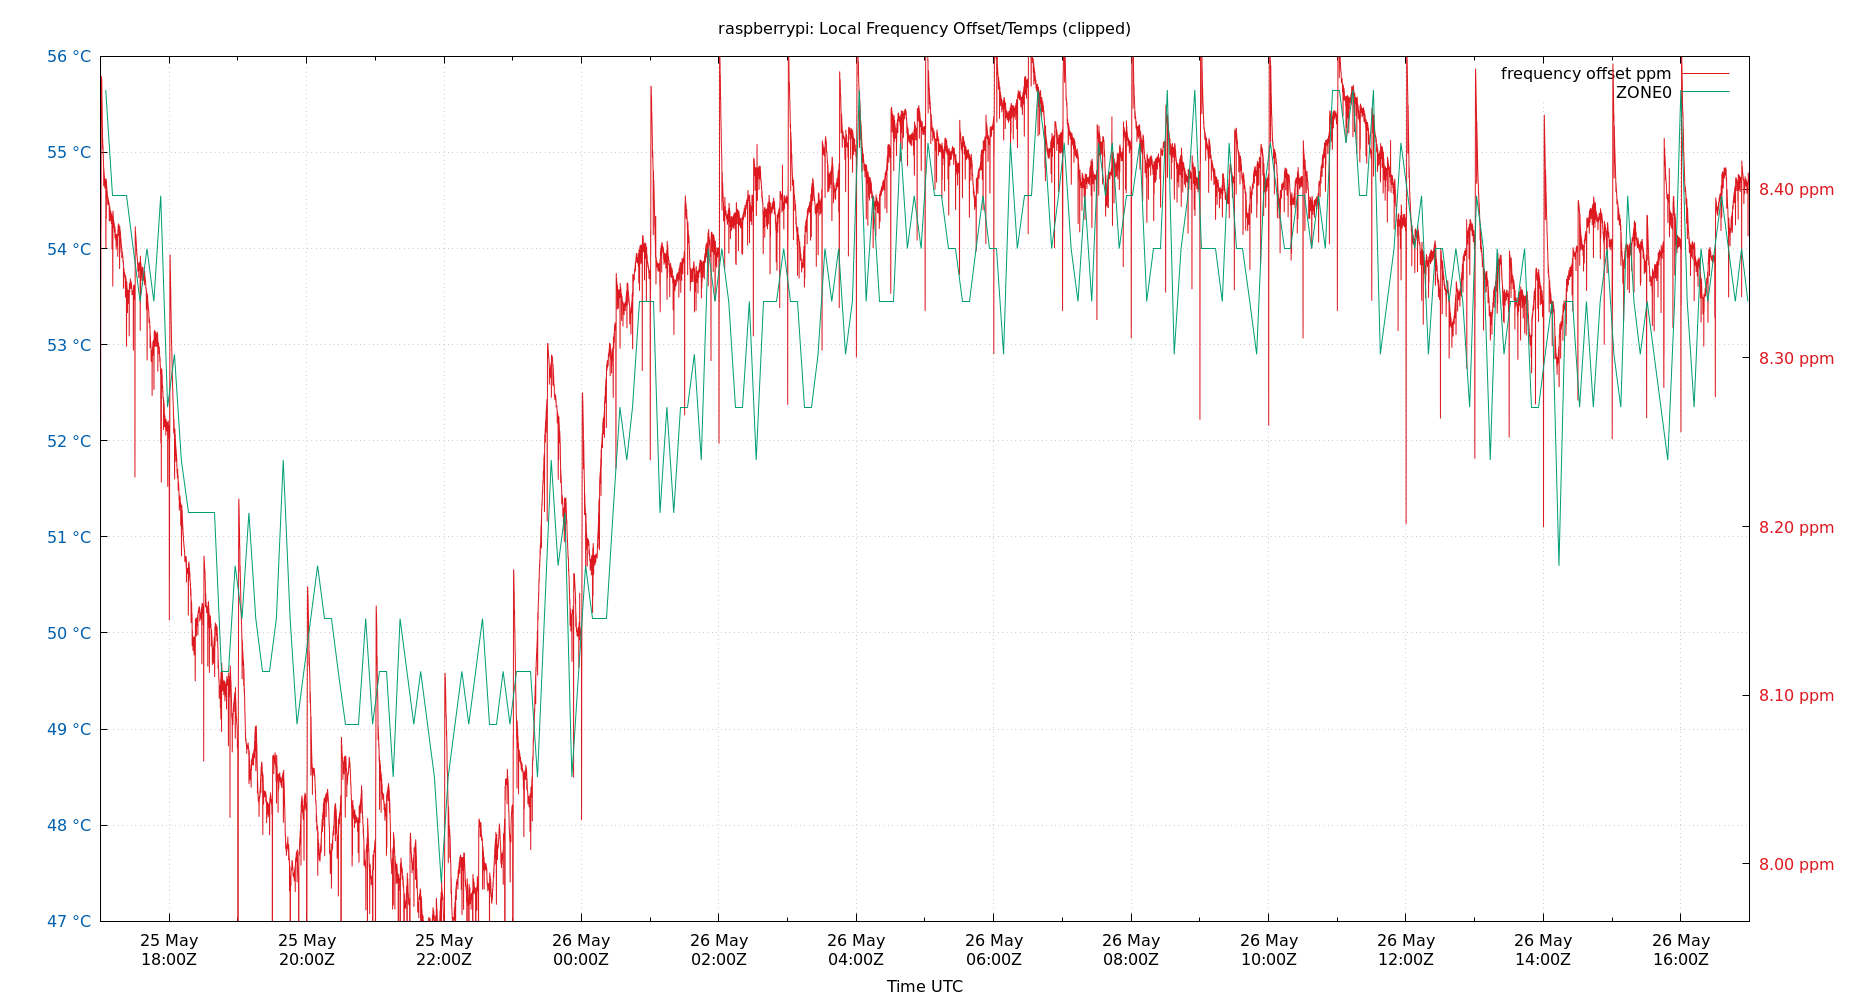 raspberrypi: Local Frequency Offset/Temps (clipped)
56 °C
55 °C
54 °C
53 °C
52 °C
51 °C
50 °C
49 °C
48 °C
47 °C
frequency offset ppm
ZONE0
8.40 ppm
8.30 ppm
8.20 ppm
8.10 ppm
8.00 ppm
25 May 25 May 25 May 26 May 26 May 26 May 26 May 26 May 26 May 26 May 26 May 26 May
18:00Z 20:00Z 22:00Z 00:00Z 02:00Z 04:00Z 06:00Z 08:00Z 10:00Z 12:00Z 14:00Z 16:00Z
Time UTC